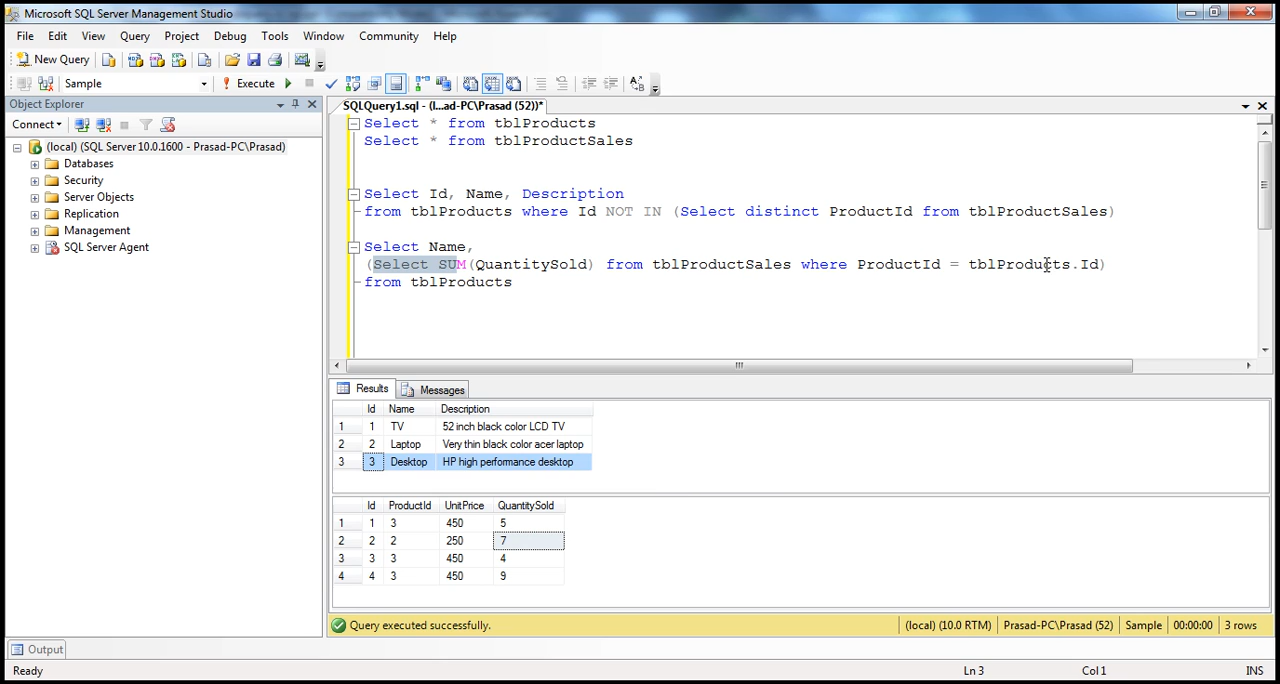 Microsoft SQL Server Management Studio
File Edit View Query Project Debug Tools Window Community Help
New Query
Sample Execute
Object Explorer
SQLQuery1.sql - (l...ad-PC\Prasad (52))*
Connect
(local) (SQL Server 10.0.1600 - Prasad-PC\Prasad)
Databases
Security
Server Objects
Replication
Management
SQL Server Agent
Select * from tblProducts
Select * from tblProductSales
Select Id, Name, Description
from tblProducts where Id NOT IN (Select distinct ProductId from tblProductSales)
Select Name,
(Select SUM(QuantitySold) from tblProductSales where ProductId = tblProducts.Id)
from tblProducts
Results Messages
Id Name Description
1 1 TV 52 inch black color LCD TV
2 2 Laptop Very thin black color acer laptop
3 3 Desktop HP high performance desktop
Id ProductId UnitPrice QuantitySold
1 1 3 450 5
2 2 2 250 7
3 3 3 450 4
4 4 3 450 9
Query executed successfully. (local) (10.0 RTM) Prasad-PC\Prasad (52) Sample 00:00:00 3 rows
Output
Ready Ln 3 Col 1 INS